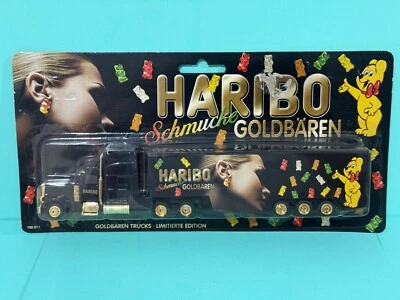 HARIBO
Schmucke
GOLDBÄREN
HARIBO
HARIBO
Schmucke
GOLDBÄREN
GOLDBÄREN TRUCKS · LIMITIERTE EDITION